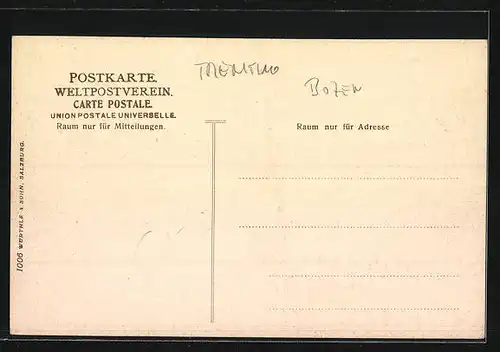 TRENTINO
BOZEN
POSTKARTE.
WELTPOSTVEREIN.
CARTE POSTALE.
UNION POSTALE UNIVERSELLE.
Raum nur für Mitteilungen.
Raum nur für Adresse
1006 WÜRTHLE & SOHN, SALZBURG.